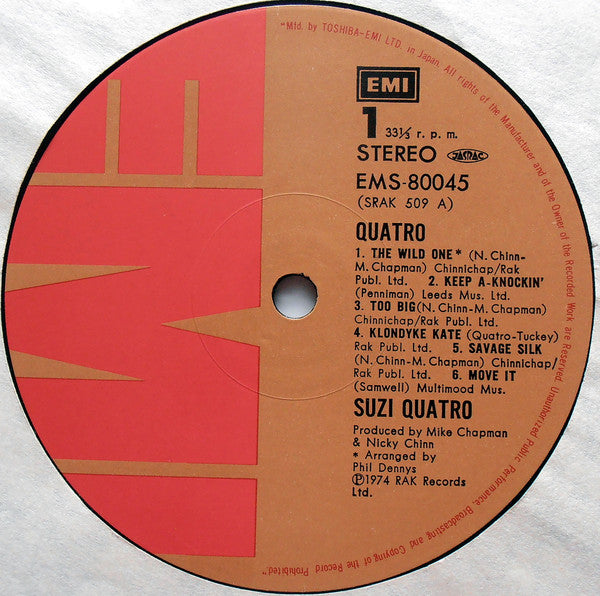 "Mfd. by TOSHIBA-EMI LTD. in Japan. All rights of the Manufacturer and of the Owner of the Recorded Work are Reserved. Unauthorized Public Performance, Broadcasting and Copying of the Record Prohibited."
EMI
EMI
1 33⅓ r. p. m.
STEREO JASRAC
EMS-80045
(SRAK 509 A)
QUATRO
1. THE WILD ONE* (N. Chinn-
M. Chapman) Chinnichap/Rak
Publ. Ltd. 2. KEEP A-KNOCKIN'
(Penniman) Leeds Mus. Ltd.
3. TOO BIG(N. Chinn-M. Chapman)
Chinnichap/Rak Publ. Ltd.
4. KLONDYKE KATE (Quatro-Tuckey)
Rak Publ. Ltd. 5. SAVAGE SILK
(N. Chinn-M. Chapman) Chinnichap/
Rak Publ. Ltd. 6. MOVE IT
(Samwell) Multimood Mus.
SUZI QUATRO
Produced by Mike Chapman
& Nicky Chinn
* Arranged by
Phil Dennys
Ⓟ1974 RAK Records
Ltd.